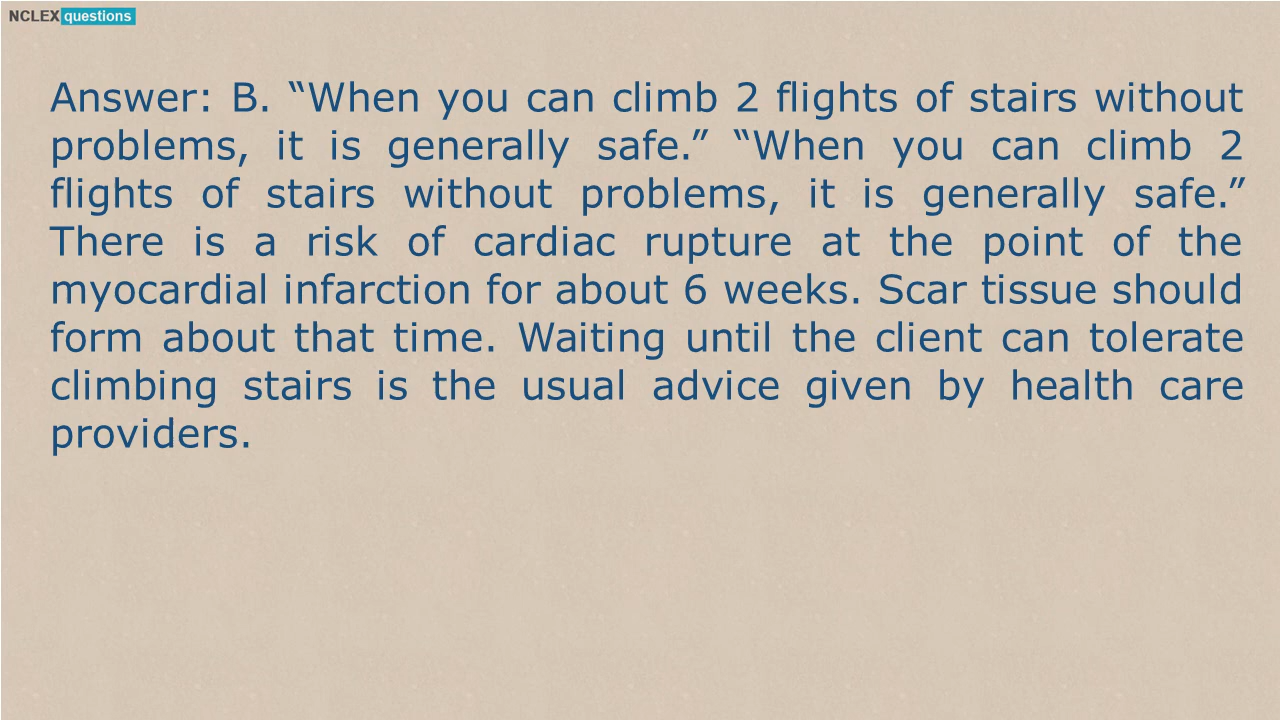 NCLEX questions
Answer: B. “When you can climb 2 flights of stairs without
problems, it is generally safe.” “When you can climb 2
flights of stairs without problems, it is generally safe.”
There is a risk of cardiac rupture at the point of the
myocardial infarction for about 6 weeks. Scar tissue should
form about that time. Waiting until the client can tolerate
climbing stairs is the usual advice given by health care
providers.